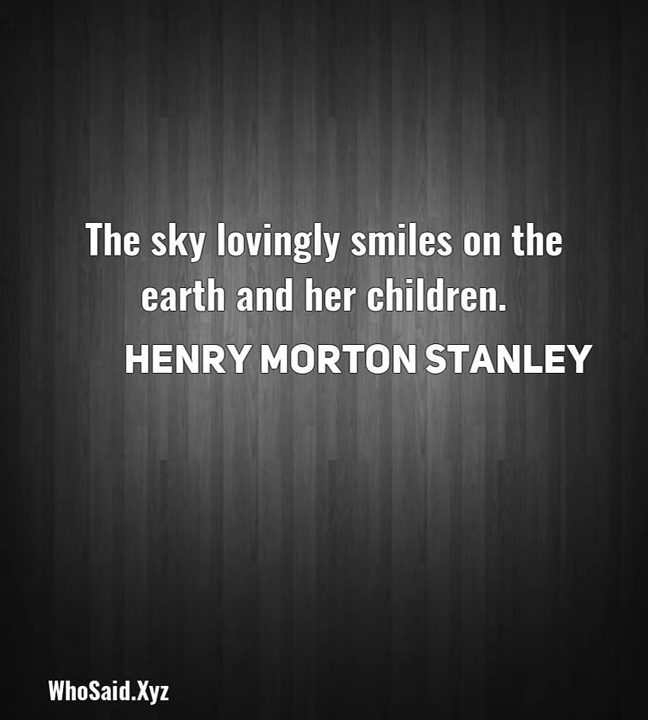 The sky lovingly smiles on the
earth and her children.
HENRY MORTON STANLEY
WhoSaid.Xyz